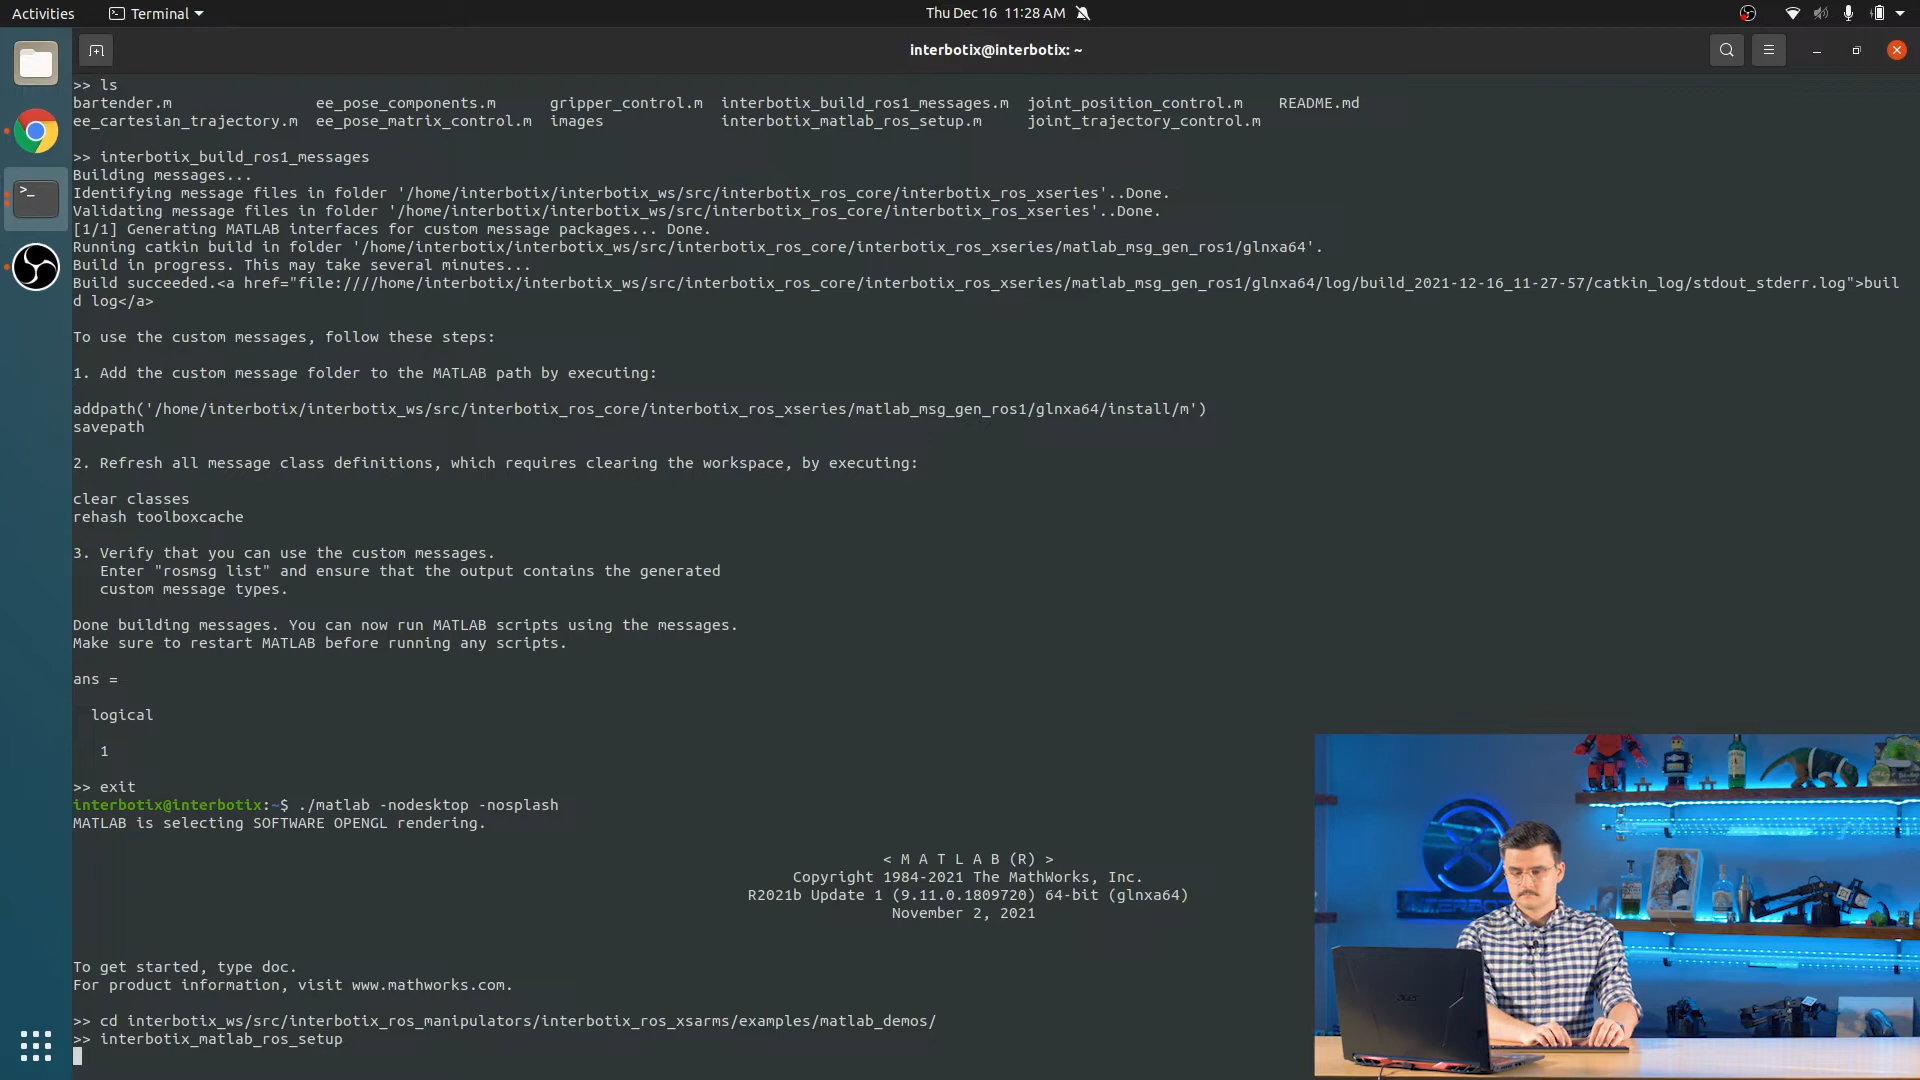 Activities Terminal Thu Dec 16 11:28 AM
interbotix@interbotix: ~
>> ls
bartender.m ee_pose_components.m gripper_control.m interbotix_build_ros1_messages.m joint_position_control.m README.md
ee_cartesian_trajectory.m ee_pose_matrix_control.m images interbotix_matlab_ros_setup.m joint_trajectory_control.m
>> interbotix_build_ros1_messages
Building messages...
Identifying message files in folder '/home/interbotix/interbotix_ws/src/interbotix_ros_core/interbotix_ros_xseries'..Done.
Validating message files in folder '/home/interbotix/interbotix_ws/src/interbotix_ros_core/interbotix_ros_xseries'..Done.
[1/1] Generating MATLAB interfaces for custom message packages... Done.
Running catkin build in folder '/home/interbotix/interbotix_ws/src/interbotix_ros_core/interbotix_ros_xseries/matlab_msg_gen_ros1/glnxa64'.
Build in progress. This may take several minutes...
Build succeeded.<a href="file:////home/interbotix/interbotix_ws/src/interbotix_ros_core/interbotix_ros_xseries/matlab_msg_gen_ros1/glnxa64/log/build_2021-12-16_11-27-57/catkin_log/stdout_stderr.log">buil
d log</a>
To use the custom messages, follow these steps:
1. Add the custom message folder to the MATLAB path by executing:
addpath('/home/interbotix/interbotix_ws/src/interbotix_ros_core/interbotix_ros_xseries/matlab_msg_gen_ros1/glnxa64/install/m')
savepath
2. Refresh all message class definitions, which requires clearing the workspace, by executing:
clear classes
rehash toolboxcache
3. Verify that you can use the custom messages.
Enter "rosmsg list" and ensure that the output contains the generated
custom message types.
Done building messages. You can now run MATLAB scripts using the messages.
Make sure to restart MATLAB before running any scripts.
ans =
logical
1
>> exit
interbotix@interbotix:~$ ./matlab -nodesktop -nosplash
MATLAB is selecting SOFTWARE OPENGL rendering.
< M A T L A B (R) >
Copyright 1984-2021 The MathWorks, Inc.
R2021b Update 1 (9.11.0.1809720) 64-bit (glnxa64)
November 2, 2021
To get started, type doc.
For product information, visit www.mathworks.com.
>> cd interbotix_ws/src/interbotix_ros_manipulators/interbotix_ros_xsarms/examples/matlab_demos/
>> interbotix_matlab_ros_setup